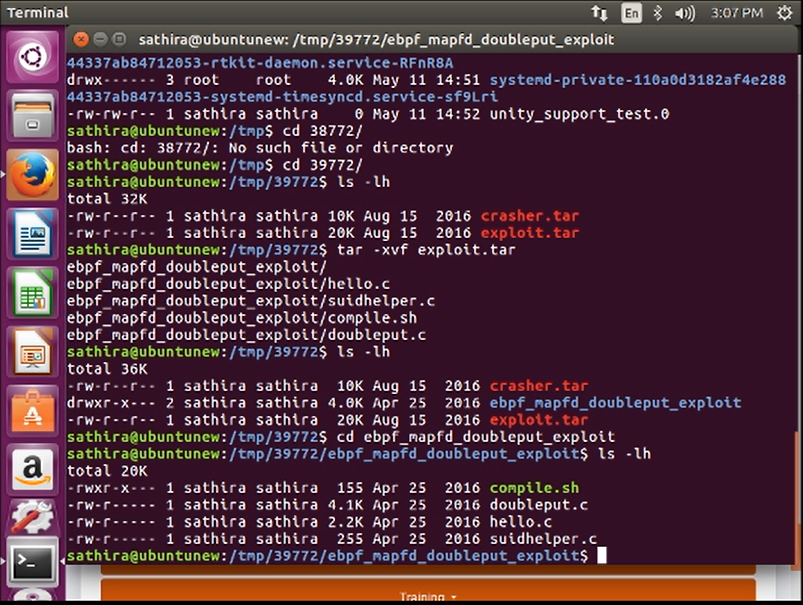 Terminal
En
3:07 PM
sathira@ubuntunew: /tmp/39772/ebpf_mapfd_doubleput_exploit
44337ab84712053-rtkit-daemon.service-RFnR8A
drwx------ 3 root    root    4.0K May 11 14:51 systemd-private-110a0d3182af4e288
44337ab84712053-systemd-timesyncd.service-sf9Lri
-rw-rw-r-- 1 sathira sathira    0 May 11 14:52 unity_support_test.0
sathira@ubuntunew:/tmp$ cd 38772/
bash: cd: 38772/: No such file or directory
sathira@ubuntunew:/tmp$ cd 39772/
sathira@ubuntunew:/tmp/39772$ ls -lh
total 32K
-rw-r--r-- 1 sathira sathira 10K Aug 15  2016 crasher.tar
-rw-r--r-- 1 sathira sathira 20K Aug 15  2016 exploit.tar
sathira@ubuntunew:/tmp/39772$ tar -xvf exploit.tar
ebpf_mapfd_doubleput_exploit/
ebpf_mapfd_doubleput_exploit/hello.c
ebpf_mapfd_doubleput_exploit/suidhelper.c
ebpf_mapfd_doubleput_exploit/compile.sh
ebpf_mapfd_doubleput_exploit/doubleput.c
sathira@ubuntunew:/tmp/39772$ ls -lh
total 36K
-rw-r--r-- 1 sathira sathira  10K Aug 15  2016 crasher.tar
drwxr-x--- 2 sathira sathira 4.0K Apr 25  2016 ebpf_mapfd_doubleput_exploit
-rw-r--r-- 1 sathira sathira  20K Aug 15  2016 exploit.tar
sathira@ubuntunew:/tmp/39772$ cd ebpf_mapfd_doubleput_exploit
sathira@ubuntunew:/tmp/39772/ebpf_mapfd_doubleput_exploit$ ls -lh
total 20K
-rwxr-x--- 1 sathira sathira  155 Apr 25  2016 compile.sh
-rw-r----- 1 sathira sathira 4.1K Apr 25  2016 doubleput.c
-rw-r----- 1 sathira sathira 2.2K Apr 25  2016 hello.c
-rw-r----- 1 sathira sathira  255 Apr 25  2016 suidhelper.c
sathira@ubuntunew:/tmp/39772/ebpf_mapfd_doubleput_exploit$
Training